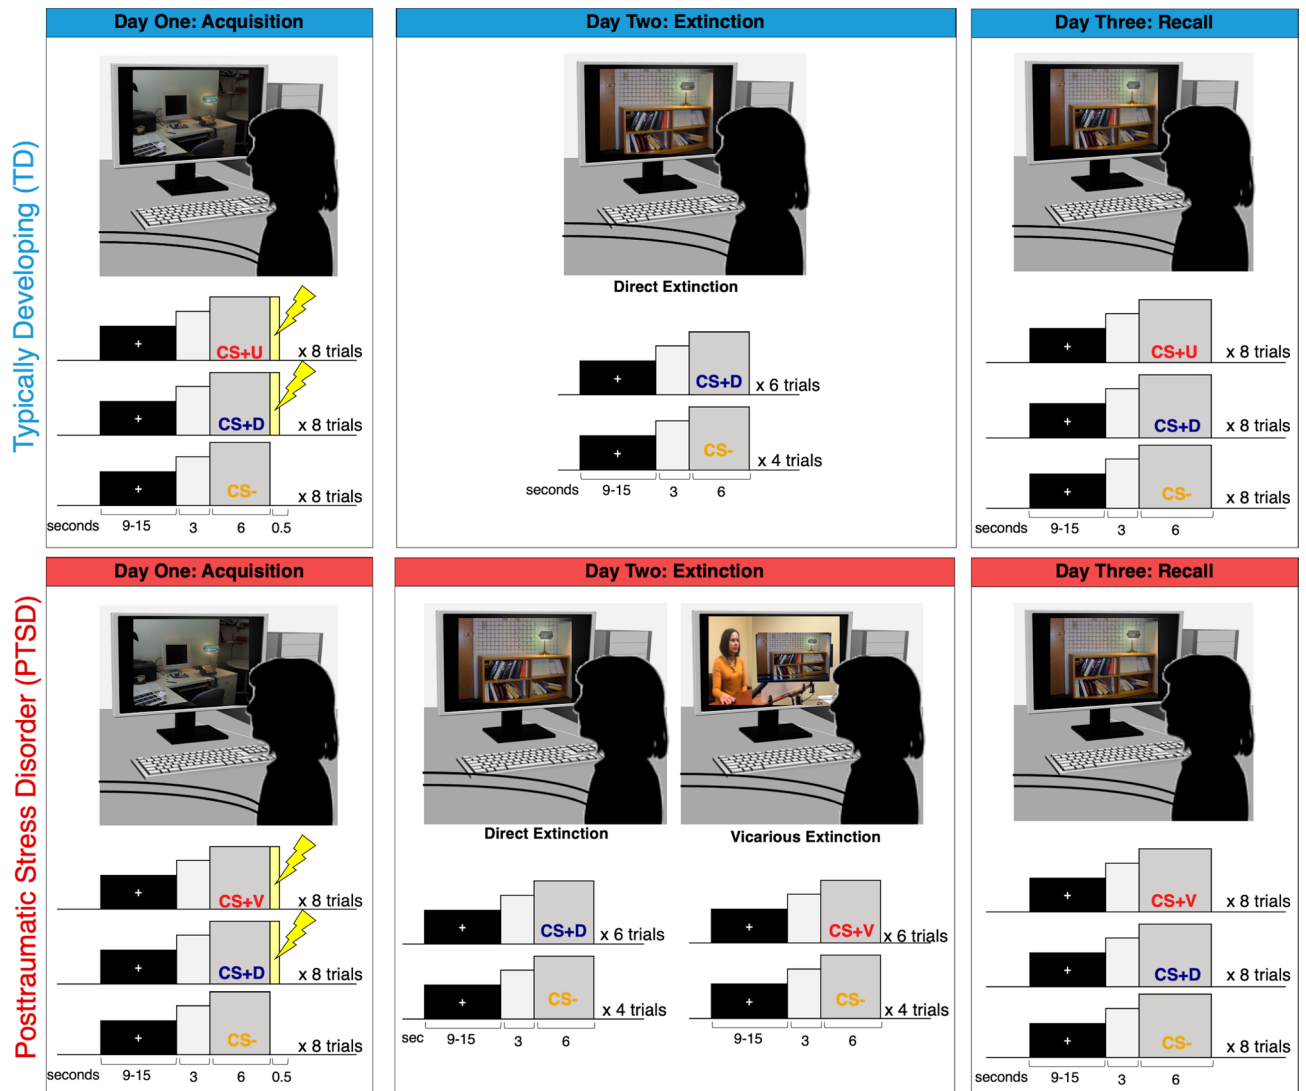 Typically Developing (TD)
Day One: Acquisition
+
CS+U
x 8 trials
+
CS+D
x 8 trials
+
CS-
x 8 trials
seconds
9-15
3
6
0.5
Day Two: Extinction
Direct Extinction
+
CS+D
x 6 trials
+
CS-
x 4 trials
seconds
9-15
3
6
Day Three: Recall
+
CS+U
x 8 trials
+
CS+D
x 8 trials
+
CS-
x 8 trials
seconds
9-15
3
6
Posttraumatic Stress Disorder (PTSD)
Day One: Acquisition
+
CS+V
x 8 trials
+
CS+D
x 8 trials
+
CS-
x 8 trials
seconds
9-15
3
6
0.5
Day Two: Extinction
Direct Extinction
+
CS+D
x 6 trials
+
CS-
x 4 trials
sec
9-15
3
6
Vicarious Extinction
+
CS+V
x 6 trials
+
CS-
x 4 trials
9-15
3
6
Day Three: Recall
+
CS+V
x 8 trials
+
CS+D
x 8 trials
+
CS-
x 8 trials
seconds
9-15
3
6